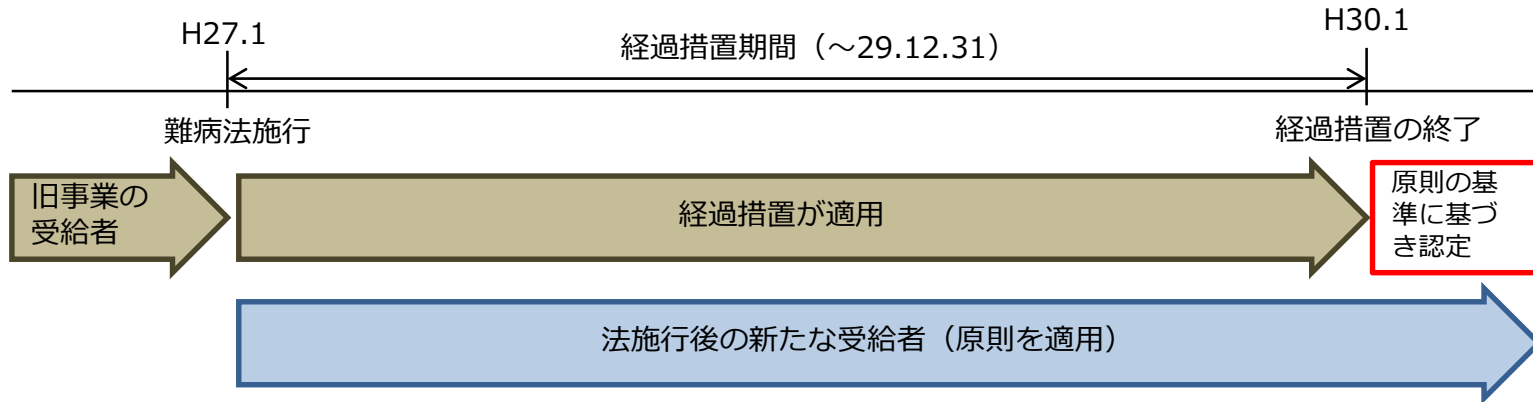 H27.1
経過措置期間（～29.12.31）
H30.1
難病法施行
経過措置の終了
旧事業の
受給者
経過措置が適用
原則の基
準に基づ
き認定
法施行後の新たな受給者（原則を適用）